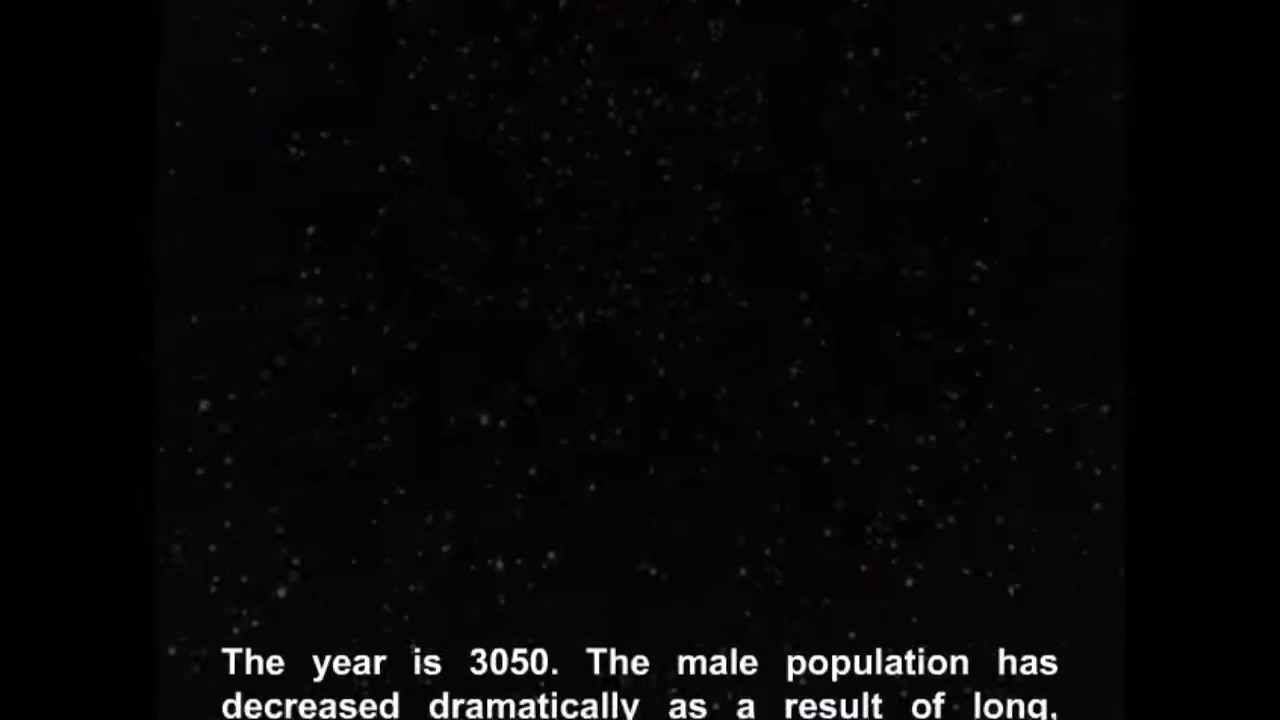 The year is 3050. The male population has
decreased dramatically as a result of long,